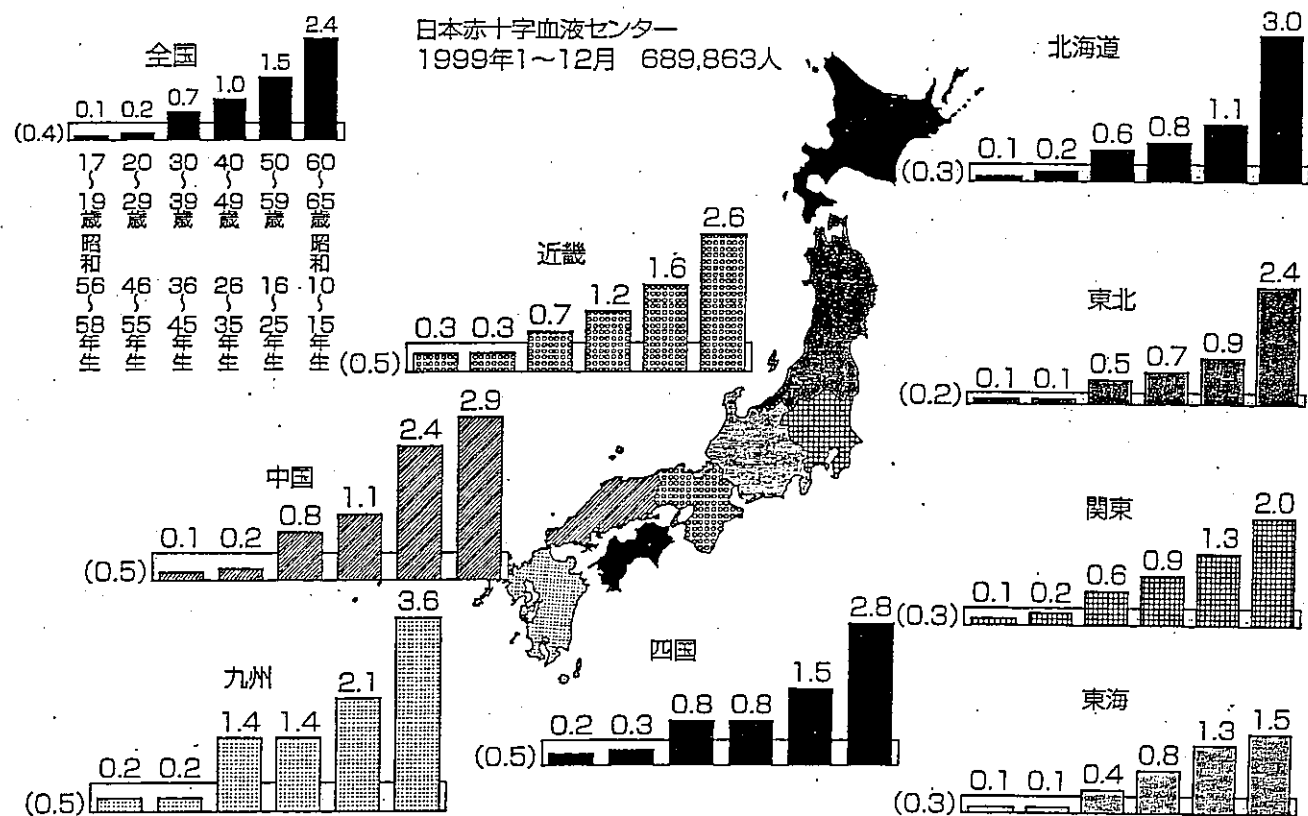 日本赤十字血液センター
1999年1～12月 689,863人
全国
0.1 0.2 0.7 1.0 1.5 2.4
(0.4)
17～19歳 20～29歳 30～39歳 40～49歳 50～59歳 60～65歳
昭和56～58年生 46～55年生 36～45年生 26～35年生 16～25年生 昭和10～15年生
北海道
0.1 0.2 0.6 0.8 1.1 3.0
(0.3)
近畿
0.3 0.3 0.7 1.2 1.6 2.6
(0.5)
東北
0.1 0.1 0.5 0.7 0.9 2.4
(0.2)
中国
0.1 0.2 0.8 1.1 2.4 2.9
(0.5)
関東
0.1 0.2 0.6 0.9 1.3 2.0
(0.3)
九州
0.2 0.2 1.4 1.4 2.1 3.6
(0.5)
四国
0.2 0.3 0.8 0.8 1.5 2.8
(0.5)
東海
0.1 0.1 0.4 0.8 1.3 1.5
(0.3)